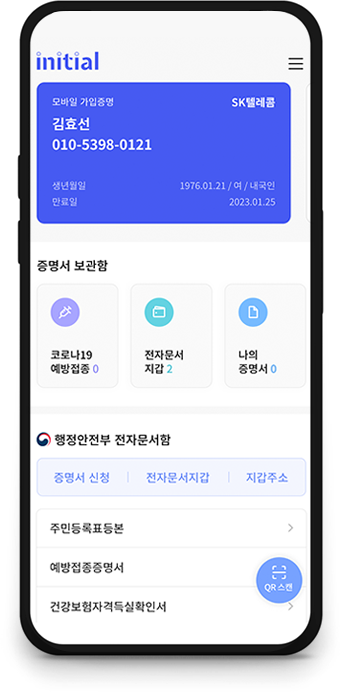 initial
모바일 가입증명
SK텔레콤
김효선
010-5398-0121
생년월일
1976.01.21 / 여 / 내국인
만료일
2023.01.25
증명서 보관함
코로나19
예방접종 0
전자문서
지갑 2
나의
증명서 0
행정안전부 전자문서함
증명서 신청
전자문서지갑
지갑주소
주민등록표등본
예방접종증명서
QR 스캔
건강보험자격득실확인서